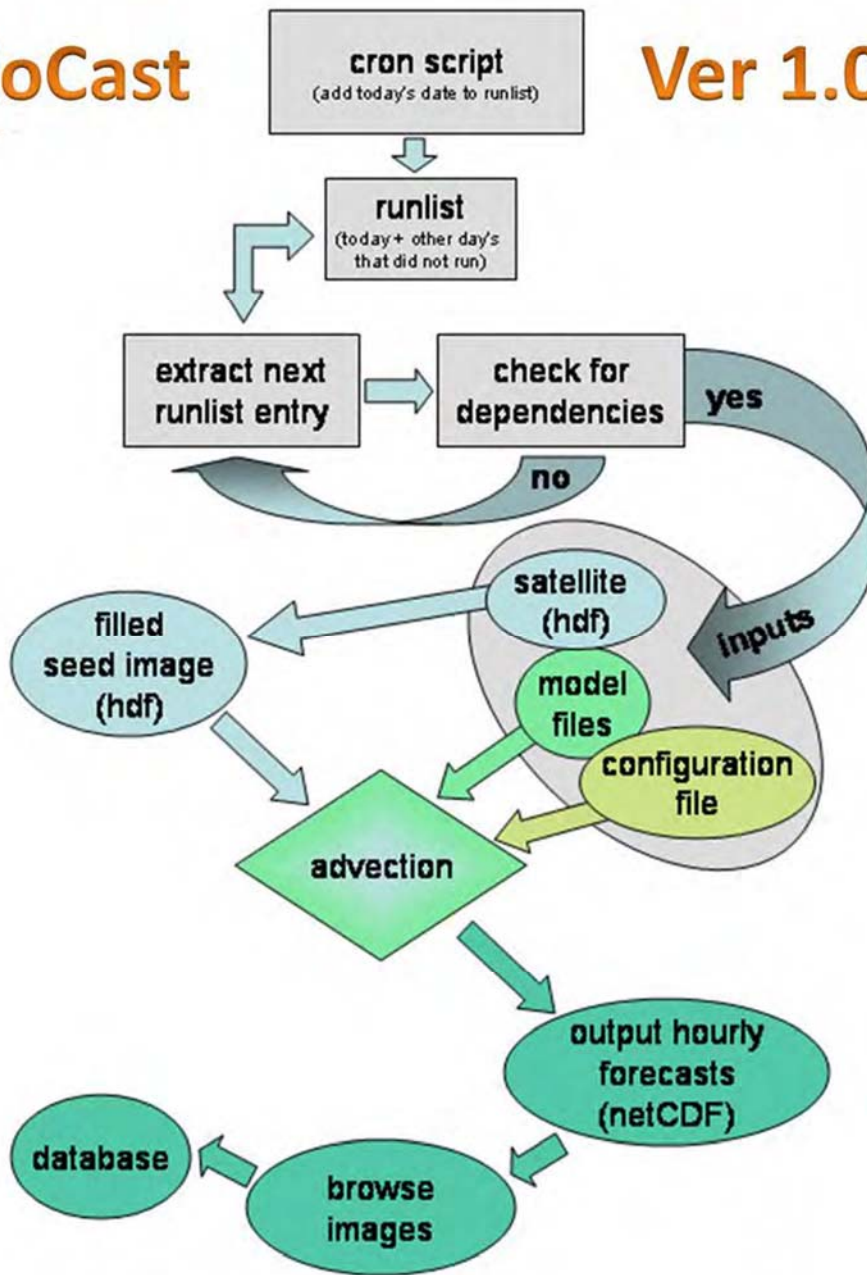 oCast
Ver 1.0
cron script
(add today's date to runlist)
runlist
(today + other day's
that did not run)
extract next
runlist entry
check for
dependencies
yes
no
inputs
satellite
(hdf)
filled
seed image
(hdf)
model
files
configuration
file
advection
output hourly
forecasts
(netCDF)
database
browse
images